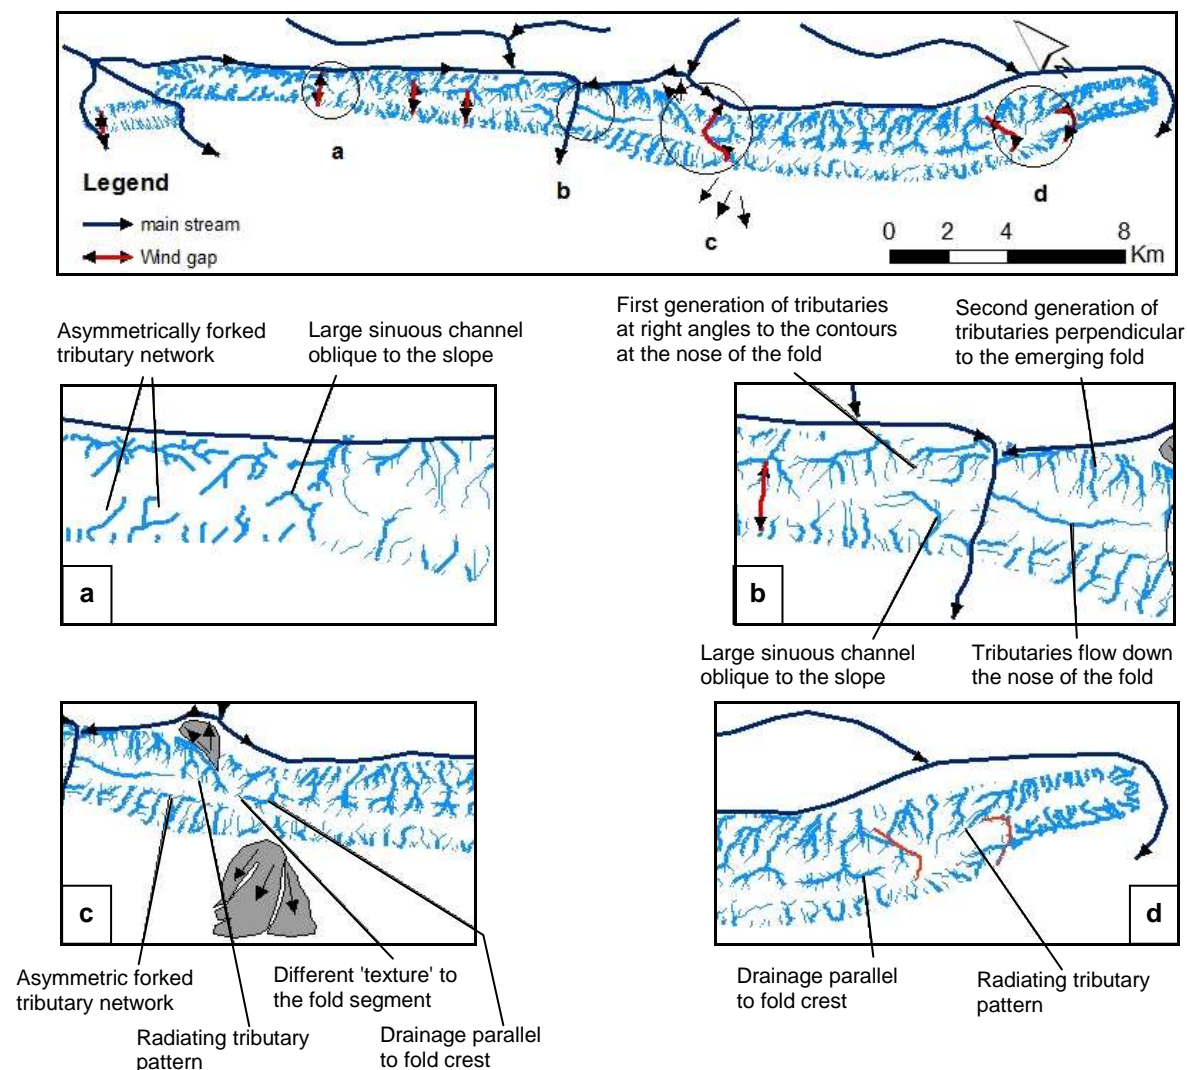 a
b
c
d
Legend
main stream
Wind gap
0 2 4 8
Km
Asymmetrically forked
tributary network
Large sinuous channel
oblique to the slope
First generation of tributaries
at right angles to the contours
at the nose of the fold
Second generation of
tributaries perpendicular
to the emerging fold
a
b
Large sinuous channel
oblique to the slope
Tributaries flow down
the nose of the fold
c
d
Asymmetric forked
tributary network
Radiating tributary
pattern
Different 'texture' to
the fold segment
Drainage parallel
to fold crest
Drainage parallel
to fold crest
Radiating tributary
pattern